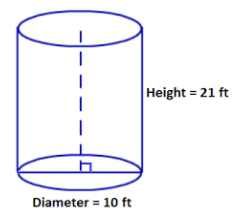 Height = 21 ft
Diameter = 10 ft